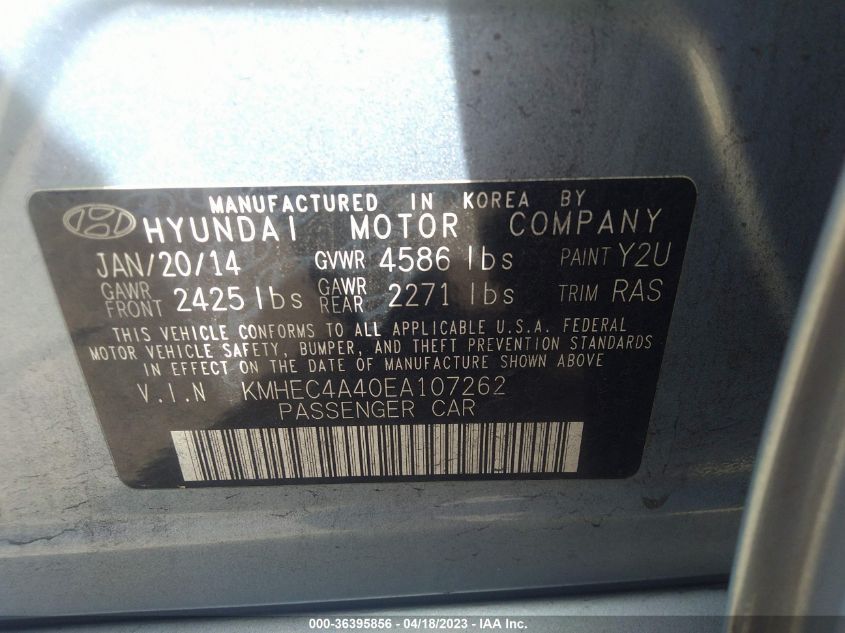 MANUFACTURED IN KOREA BY
HYUNDAI MOTOR COMPANY
JAN/20/14 GVWR 4586 lbs PAINT Y2U
GAWR FRONT 2425 lbs GAWR REAR 2271 lbs TRIM RAS
THIS VEHICLE CONFORMS TO ALL APPLICABLE U.S.A. FEDERAL
MOTOR VEHICLE SAFETY, BUMPER, AND THEFT PREVENTION STANDARDS
IN EFFECT ON THE DATE OF MANUFACTURE SHOWN ABOVE
V.I.N KMHEC4A40EA107262
PASSENGER CAR
000-36395856 - 04/18/2023 - IAA Inc.